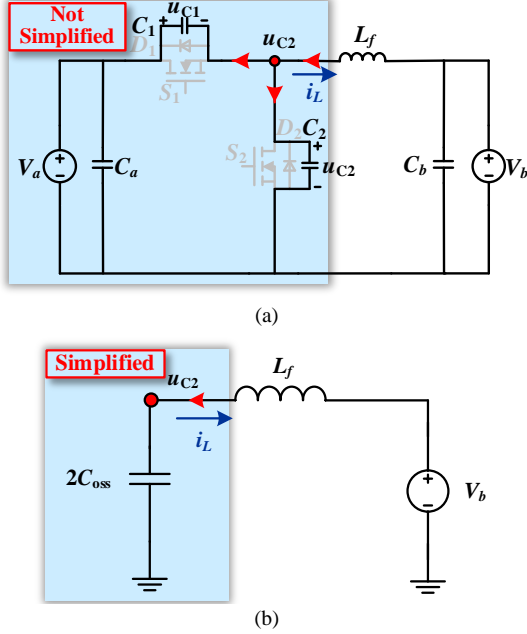 Not
Simplified
C1 + uC1 −
D1
S1
uC2
Lf
iL
D2 C2
S2
+
uC2
−
Va
+
−
Ca
Cb
+
−
Vb
(a)
Simplified
uC2
Lf
iL
2Coss
+
−
Vb
(b)